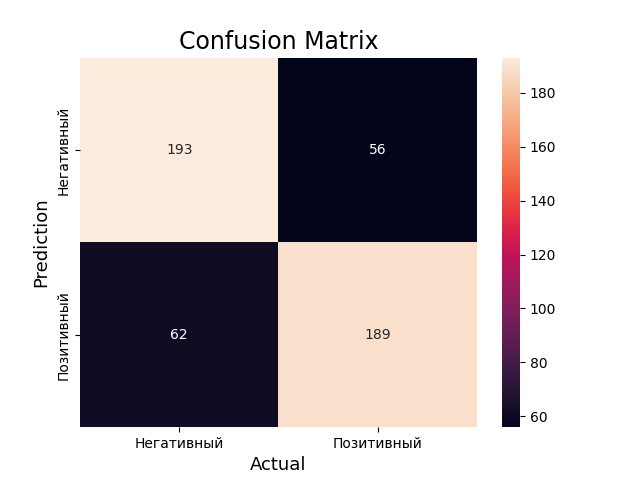 Confusion Matrix
Prediction
Негативный
Позитивный
193
56
62
189
Негативный
Позитивный
Actual
180
160
140
120
100
80
60